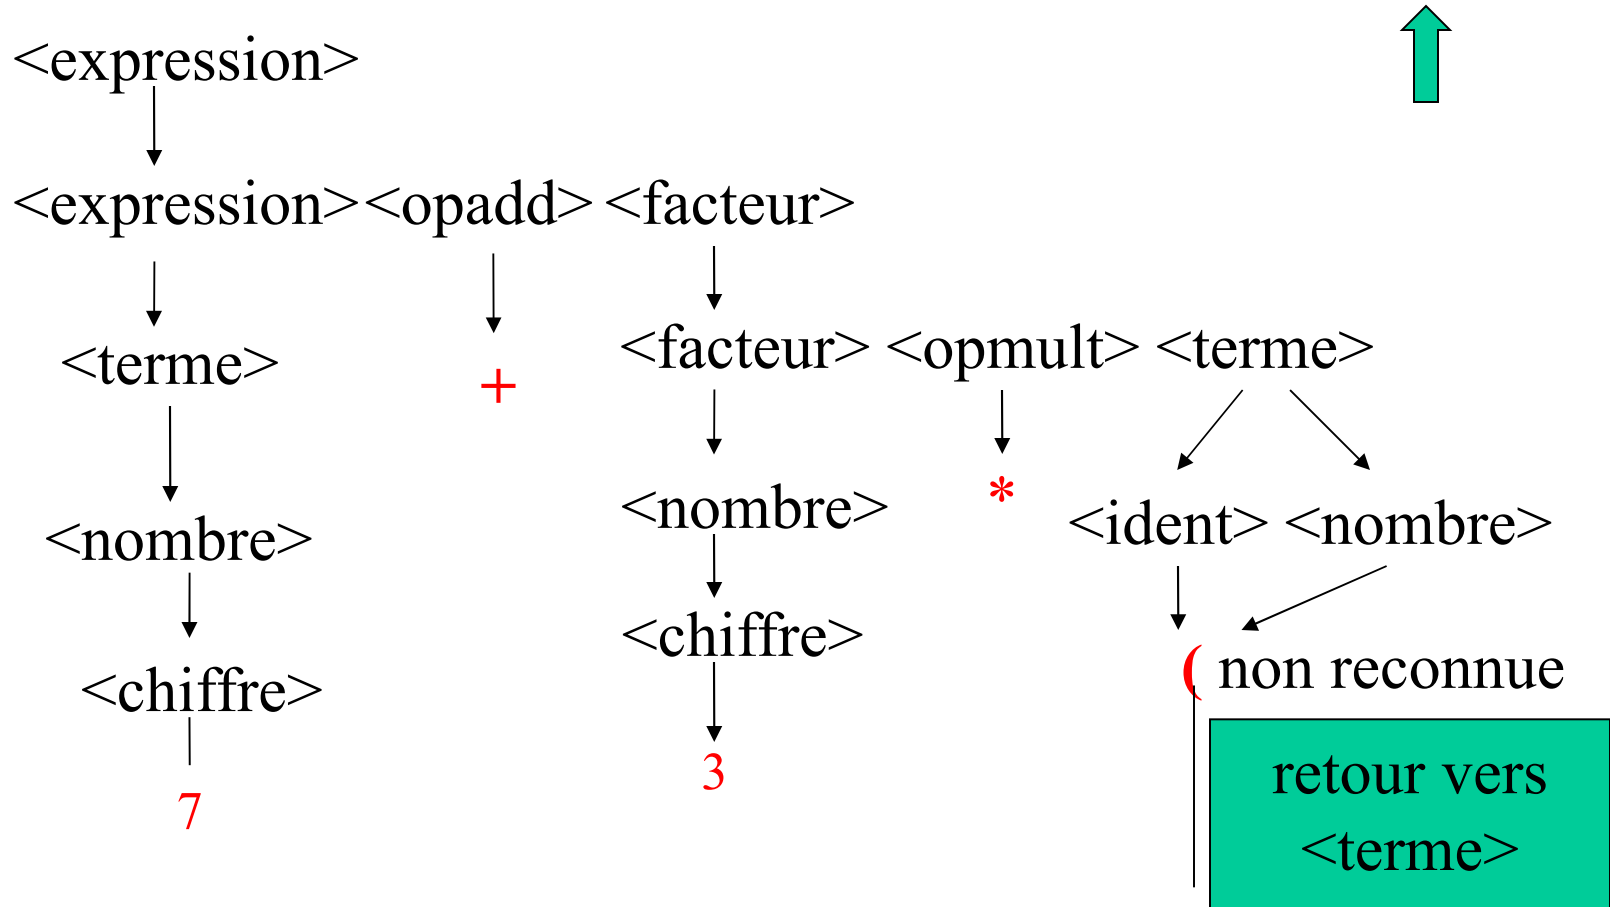 <expression>
<expression> <opadd> <facteur>
<terme>
+
<facteur> <opmult> <terme>
<nombre>
<nombre>
*
<ident> <nombre>
<chiffre>
<chiffre>
( non reconnue
7
3
retour vers
<terme>